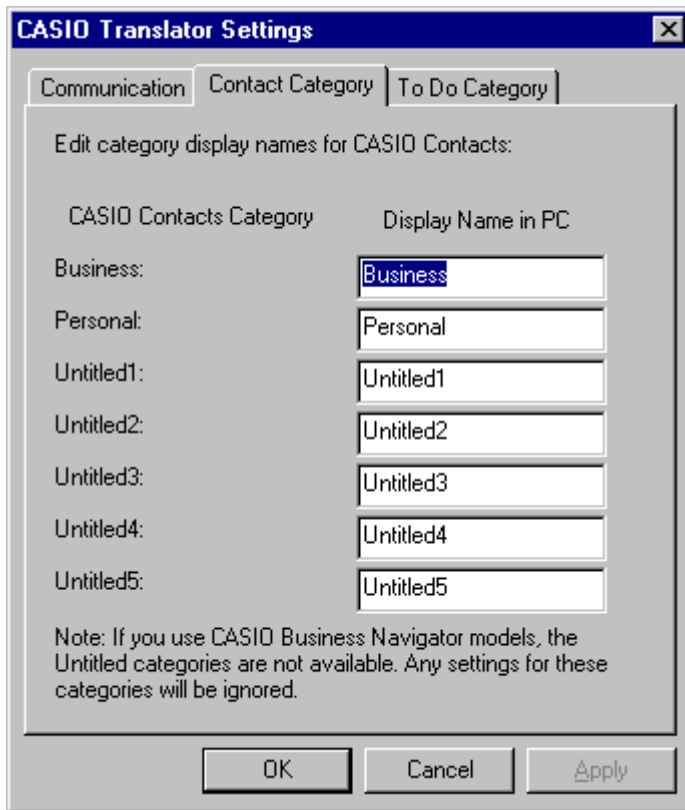 CASIO Translator Settings
Communication Contact Category To Do Category
Edit category display names for CASIO Contacts:
CASIO Contacts Category Display Name in PC
Business: Business
Personal: Personal
Untitled1: Untitled1
Untitled2: Untitled2
Untitled3: Untitled3
Untitled4: Untitled4
Untitled5: Untitled5
Note: If you use CASIO Business Navigator models, the
Untitled categories are not available. Any settings for these
categories will be ignored.
OK Cancel Apply